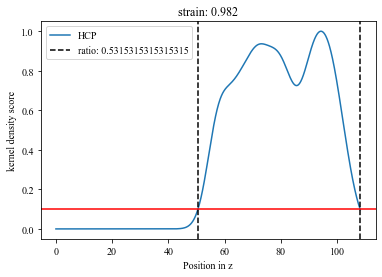 strain: 0.982
HCP
ratio: 0.5315315315315315
kernel density score
1.0
0.8
0.6
0.4
0.2
0.0
0 20 40 60 80 100
Position in z